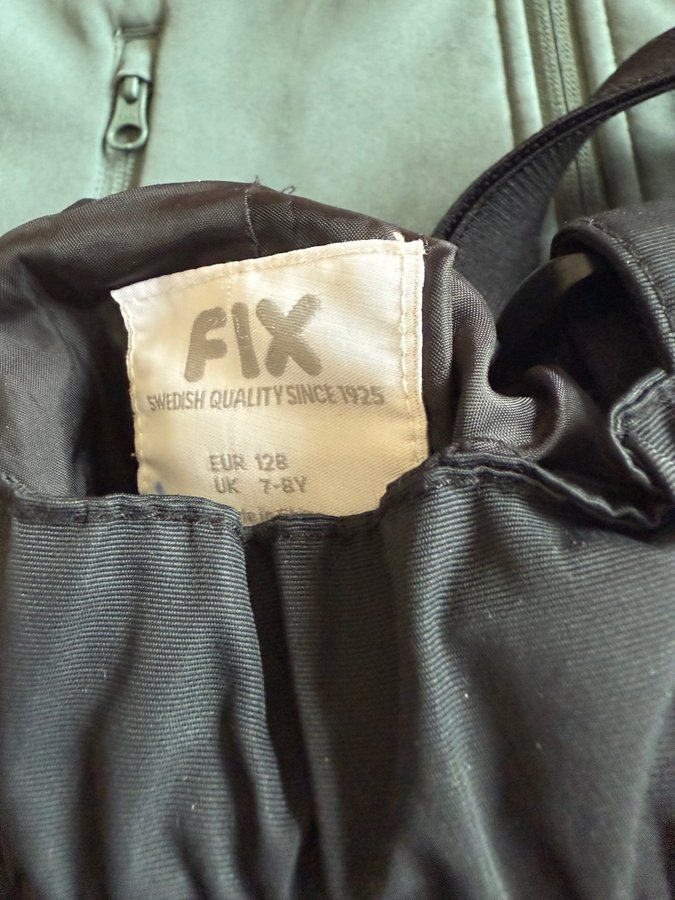 FIX
SWEDISH QUALITY SINCE 1925
EUR 128
UK 7-8Y